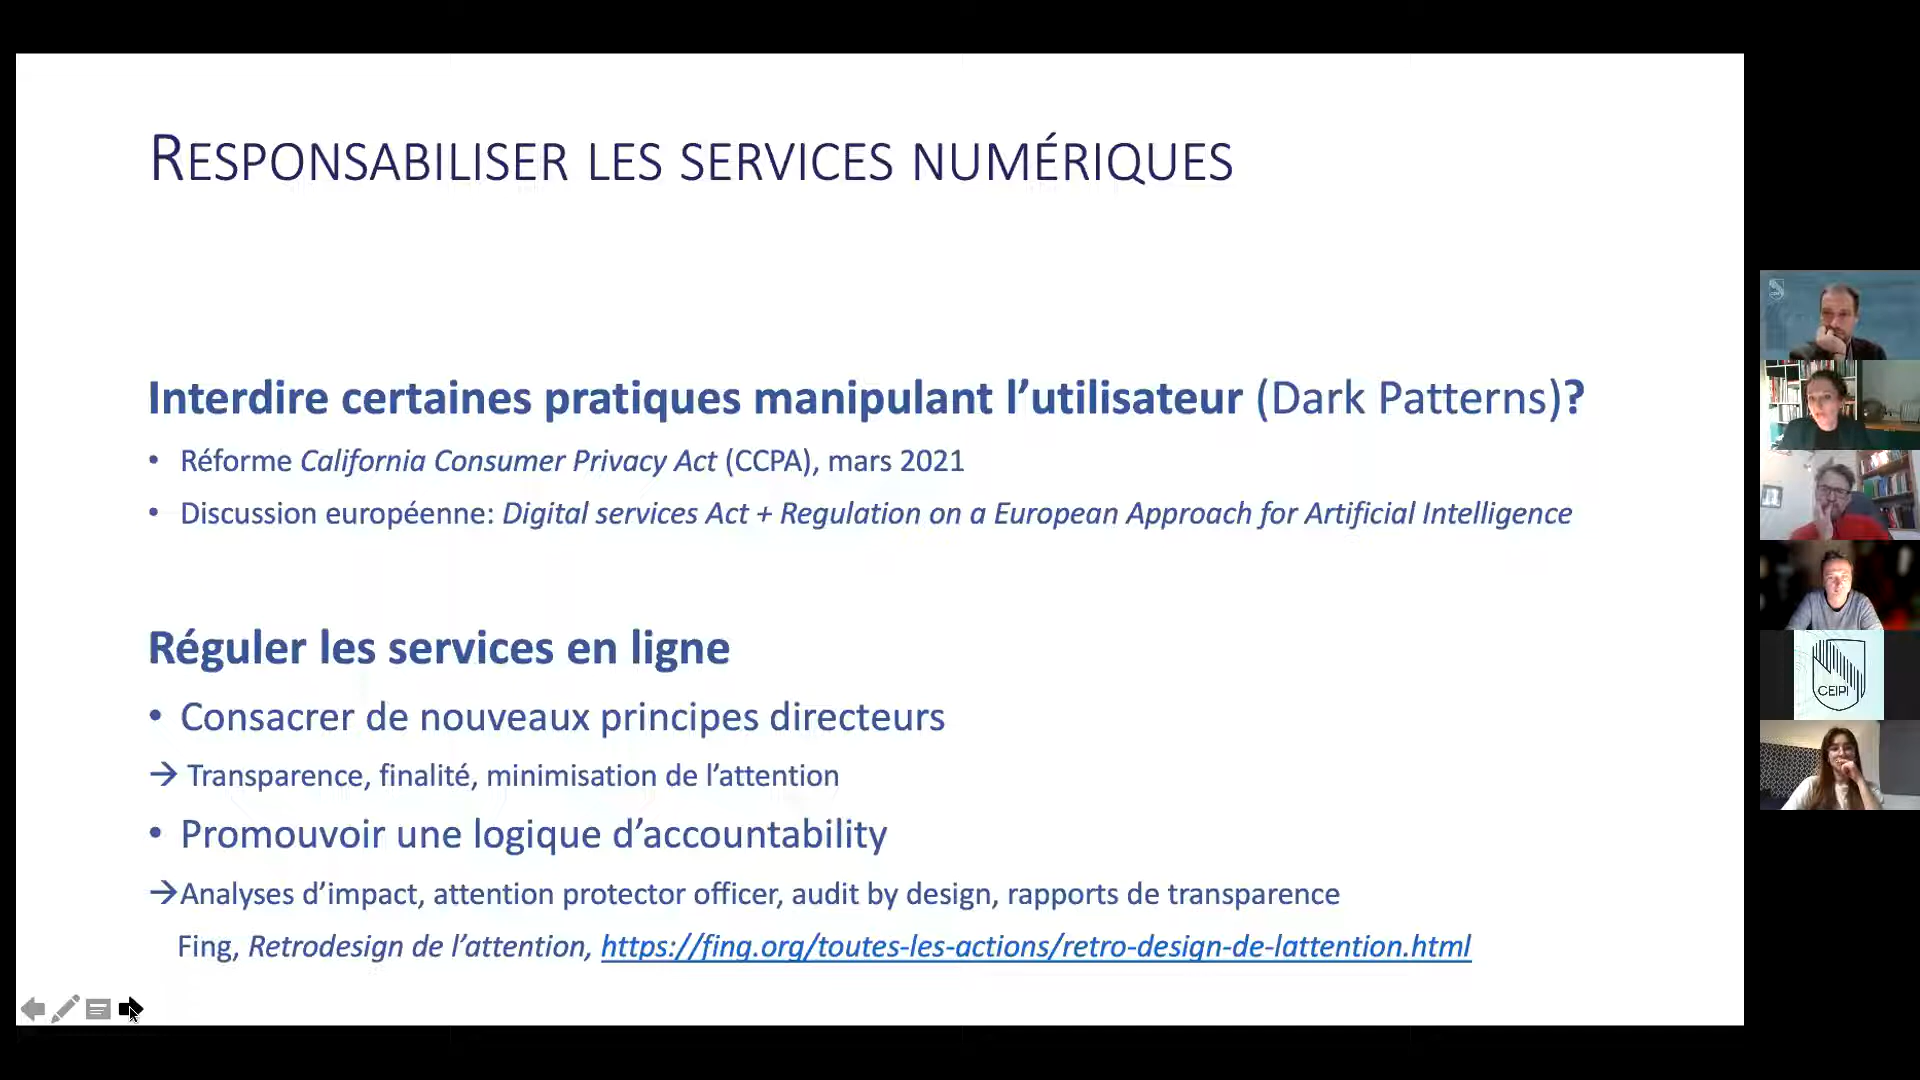 RESPONSABILISER LES SERVICES NUMÉRIQUES
Interdire certaines pratiques manipulant l’utilisateur (Dark Patterns)?
• Réforme California Consumer Privacy Act (CCPA), mars 2021
• Discussion européenne: Digital services Act + Regulation on a European Approach for Artificial Intelligence
Réguler les services en ligne
• Consacrer de nouveaux principes directeurs
→ Transparence, finalité, minimisation de l’attention
• Promouvoir une logique d’accountability
→Analyses d’impact, attention protector officer, audit by design, rapports de transparence
Fing, Retrodesign de l’attention, https://fing.org/toutes-les-actions/retro-design-de-lattention.html
CEIPI